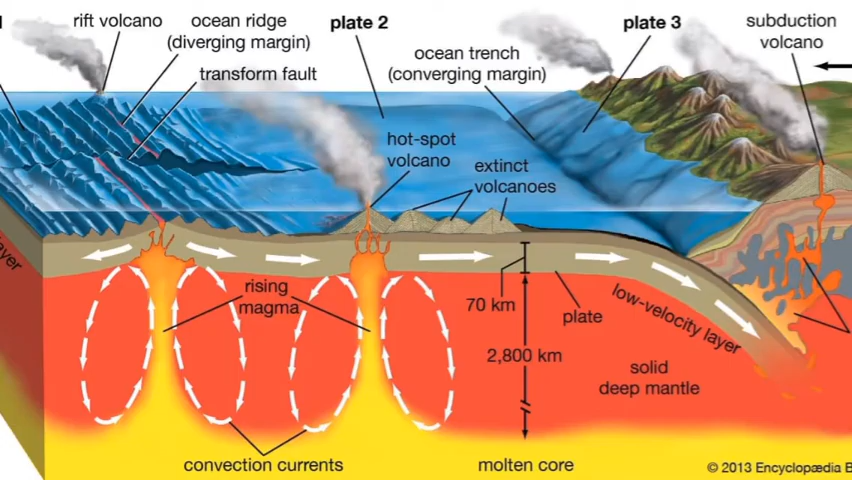 rift volcano
ocean ridge
(diverging margin)
transform fault
plate 2
ocean trench
(converging margin)
plate 3
subduction
volcano
hot-spot
volcano
extinct
volcanoes
layer
rising
magma
70 km
plate
low-velocity layer
2,800 km
solid
deep mantle
convection currents
molten core
© 2013 Encyclopædia B